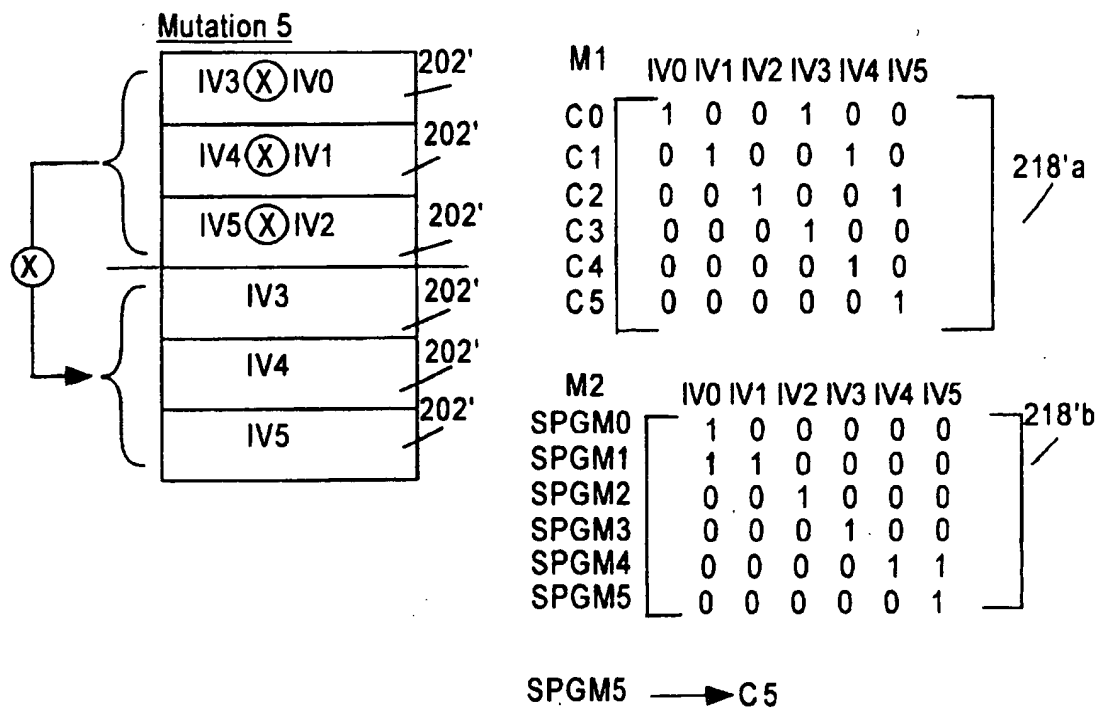 Mutation 5
IV3 X IV0 202'
IV4 X IV1 202'
IV5 X IV2 202'
X
IV3 202'
IV4 202'
IV5 202'
M1 IV0 IV1 IV2 IV3 IV4 IV5
C0 1 0 0 1 0 0
C1 0 1 0 0 1 0
C2 0 0 1 0 0 1
C3 0 0 0 1 0 0
C4 0 0 0 0 1 0
C5 0 0 0 0 0 1
218'a
M2 IV0 IV1 IV2 IV3 IV4 IV5
SPGM0 1 0 0 0 0 0
SPGM1 1 1 0 0 0 0
SPGM2 0 0 1 0 0 0
SPGM3 0 0 0 1 0 0
SPGM4 0 0 0 0 1 1
SPGM5 0 0 0 0 0 1
218'b
SPGM5 → C5